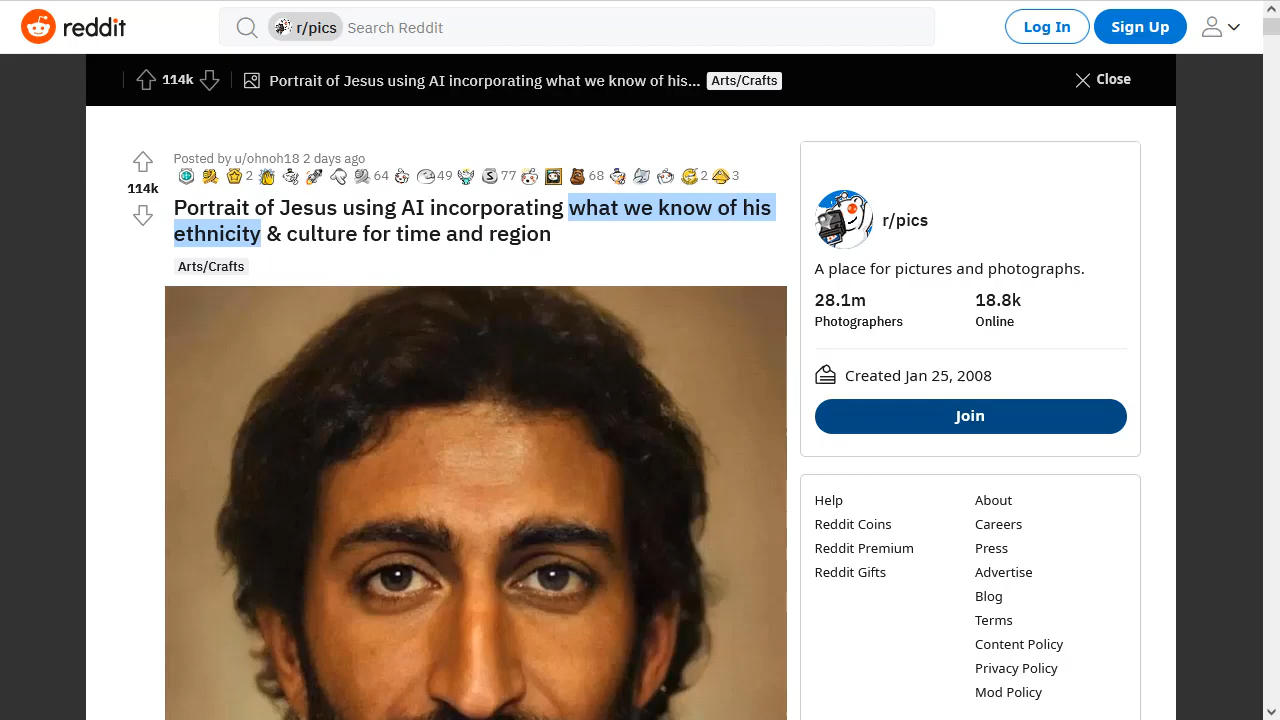 reddit
r/pics Search Reddit
Log In
Sign Up
114k
Portrait of Jesus using AI incorporating what we know of his...
Arts/Crafts
Close
Posted by u/ohnoh18 2 days ago
2 64 49 77 68 2 3
114k
Portrait of Jesus using AI incorporating what we know of his
ethnicity & culture for time and region
Arts/Crafts
r/pics
A place for pictures and photographs.
28.1m 18.8k
Photographers Online
Created Jan 25, 2008
Join
Help About
Reddit Coins Careers
Reddit Premium Press
Reddit Gifts Advertise
Blog
Terms
Content Policy
Privacy Policy
Mod Policy